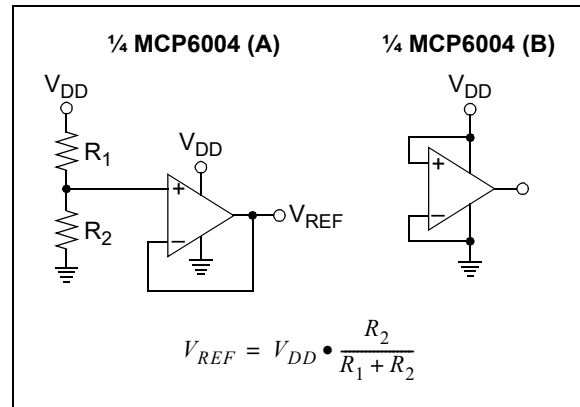 ¼ MCP6004 (A)
¼ MCP6004 (B)
V_DD
R_1
R_2
V_DD
+
–
V_REF
V_DD
+
–
V_REF = V_DD • R_2 / (R_1 + R_2)